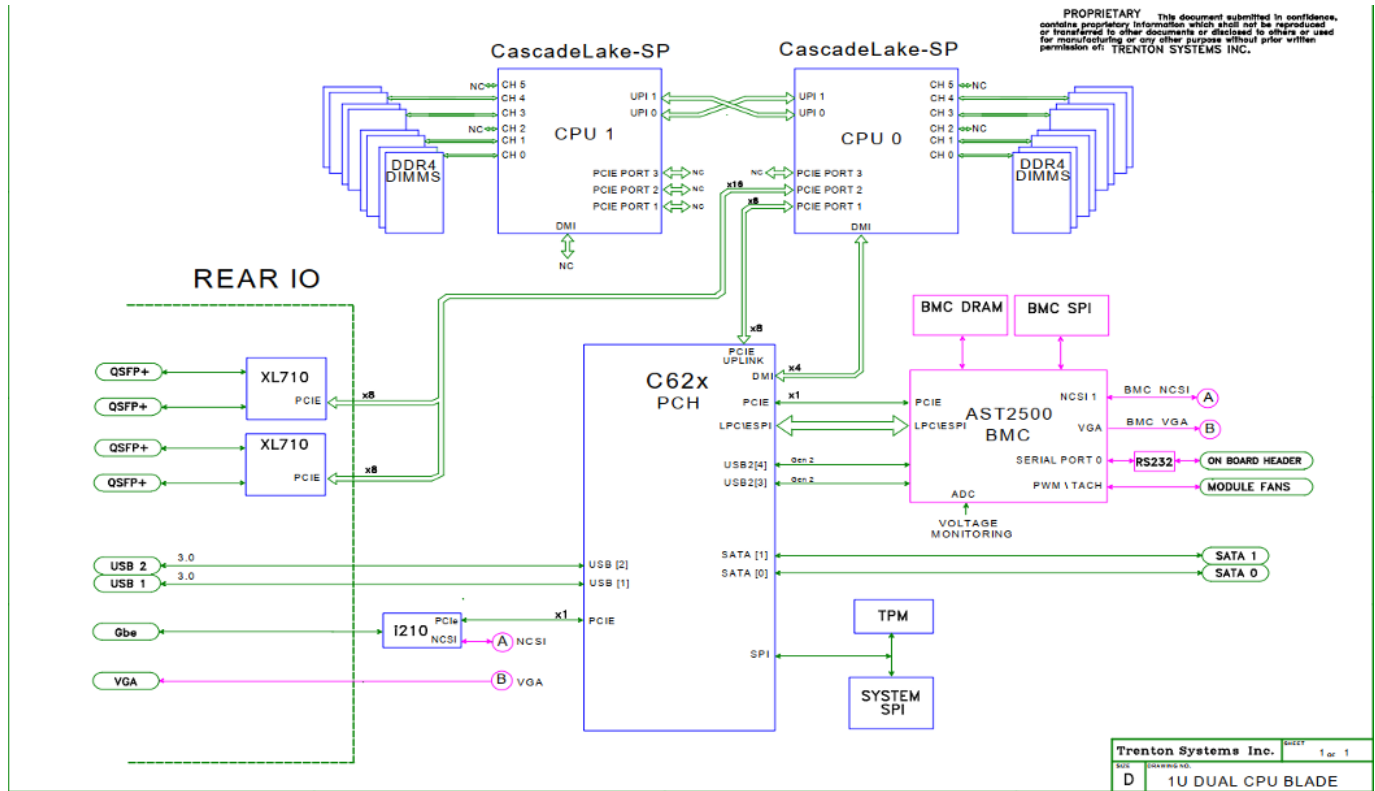 PROPRIETARY This document submitted in confidence,
contains proprietary information which shall not be reproduced
or transferred to other documents or disclosed to others or used
for manufacturing or any other purpose without prior written
permission of: TRENTON SYSTEMS INC.
CascadeLake-SP
CascadeLake-SP
NC
CH 5
CH 4
CH 3
NC
CH 2
CH 1
CH 0
DDR4
DIMMS
UPI 1
UPI 0
CPU 1
PCIE PORT 3
NC
PCIE PORT 2
NC
PCIE PORT 1
NC
DMI
NC
UPI 1
UPI 0
CPU 0
NC
PCIE PORT 3
x16
PCIE PORT 2
x8
PCIE PORT 1
DMI
CH 5
NC
CH 4
CH 3
CH 2
NC
CH 1
CH 0
DDR4
DIMMS
REAR IO
QSFP+
QSFP+
XL710
PCIE
x8
QSFP+
QSFP+
XL710
PCIE
x8
USB 2
3.0
USB 1
3.0
Gbe
I210
PCIe
NCSI
x1
A
NCSI
VGA
B
VGA
x8
PCIE
UPLINK
DMI
x4
C62x
PCH
PCIE
x1
LPC\ESPI
USB2[4]
Gen 2
USB2[3]
Gen 2
SATA [1]
SATA [0]
USB [2]
USB [1]
PCIE
SPI
BMC DRAM
BMC SPI
PCIE
LPC\ESPI
AST2500
BMC
NCSI 1
VGA
SERIAL PORT 0
PWM \ TACH
ADC
VOLTAGE
MONITORING
BMC NCSI
A
BMC VGA
B
RS232
ON BOARD HEADER
MODULE FANS
SATA 1
SATA 0
TPM
SYSTEM
SPI
Trenton Systems Inc.
SHEET
1 OF 1
SIZE
D
DRAWING NO.
1U DUAL CPU BLADE